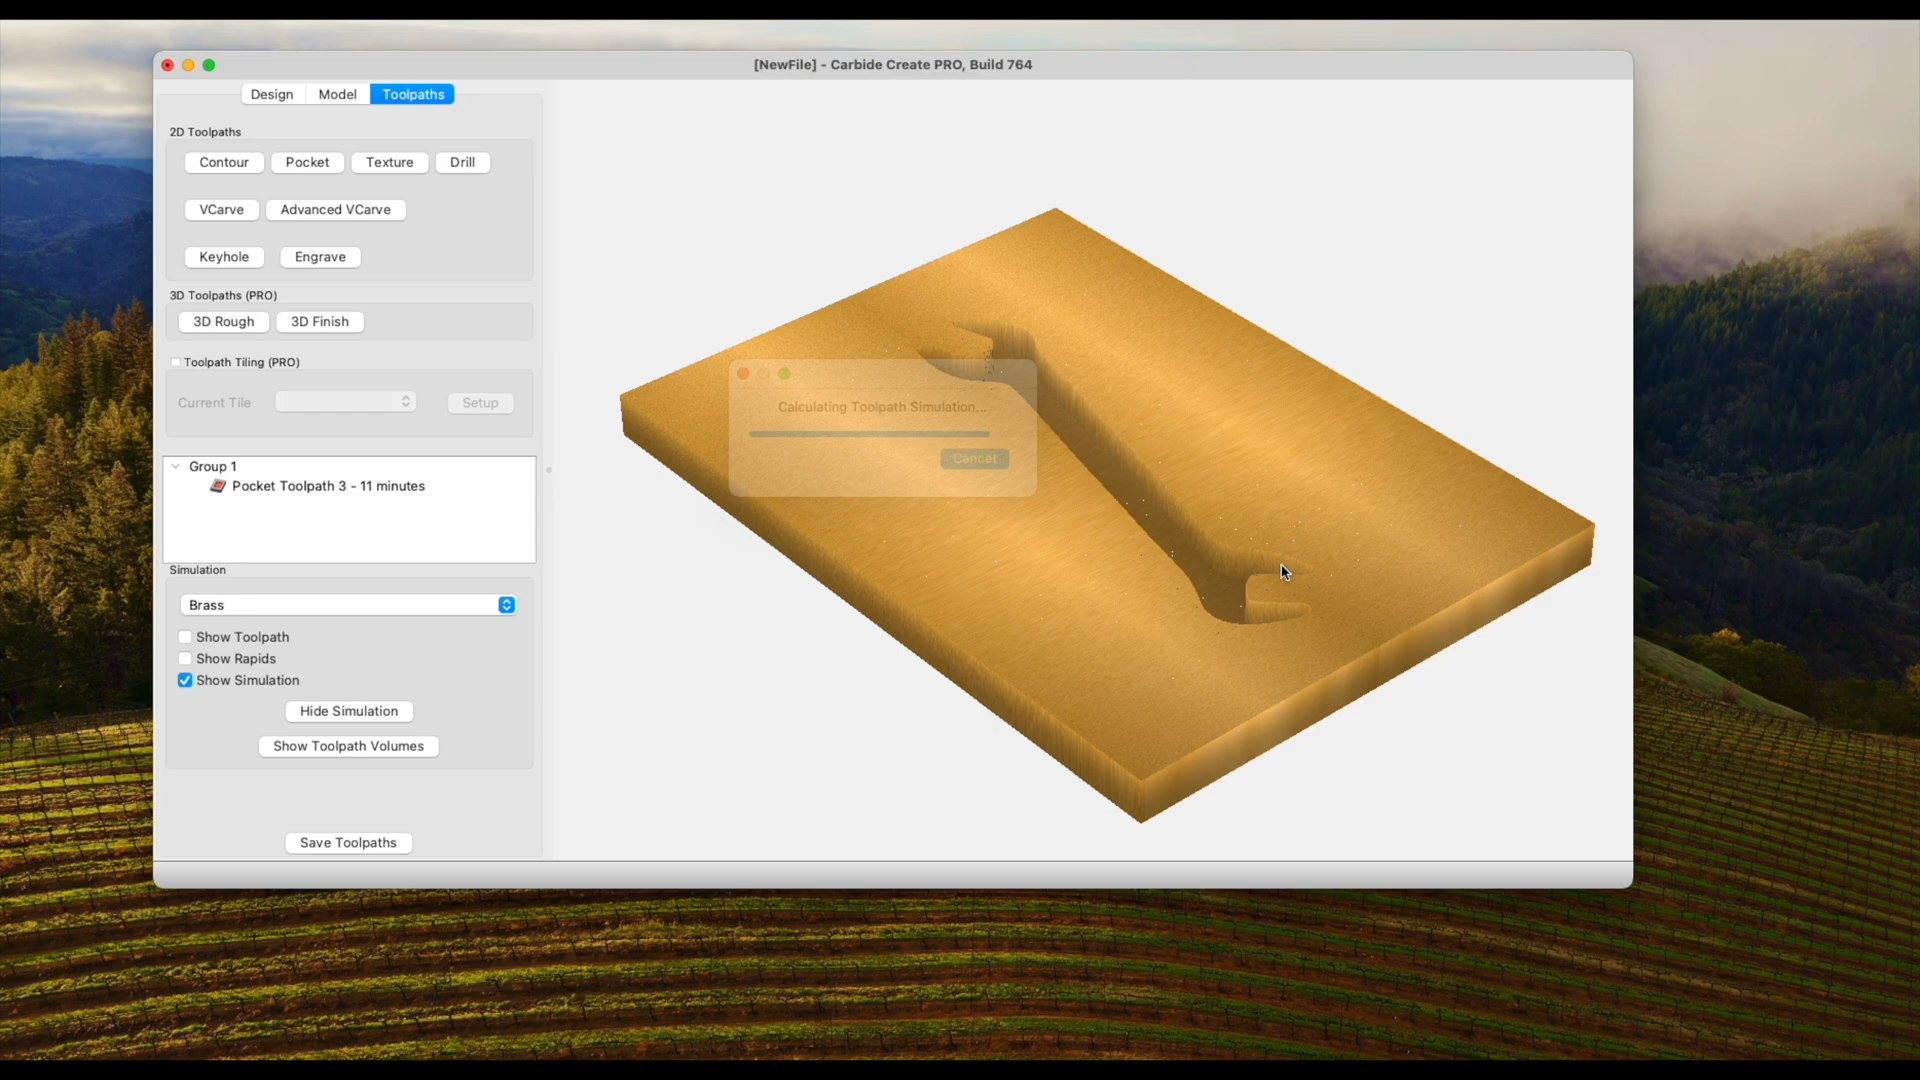 [NewFile] - Carbide Create PRO, Build 764
Design Model Toolpaths
2D Toolpaths
Contour Pocket Texture Drill
VCarve Advanced VCarve
Keyhole Engrave
3D Toolpaths (PRO)
3D Rough 3D Finish
Toolpath Tiling (PRO)
Current Tile Setup
Group 1
Pocket Toolpath 3 - 11 minutes
Simulation
Brass
Show Toolpath
Show Rapids
Show Simulation
Hide Simulation
Show Toolpath Volumes
Save Toolpaths
Calculating Toolpath Simulation...
Cancel